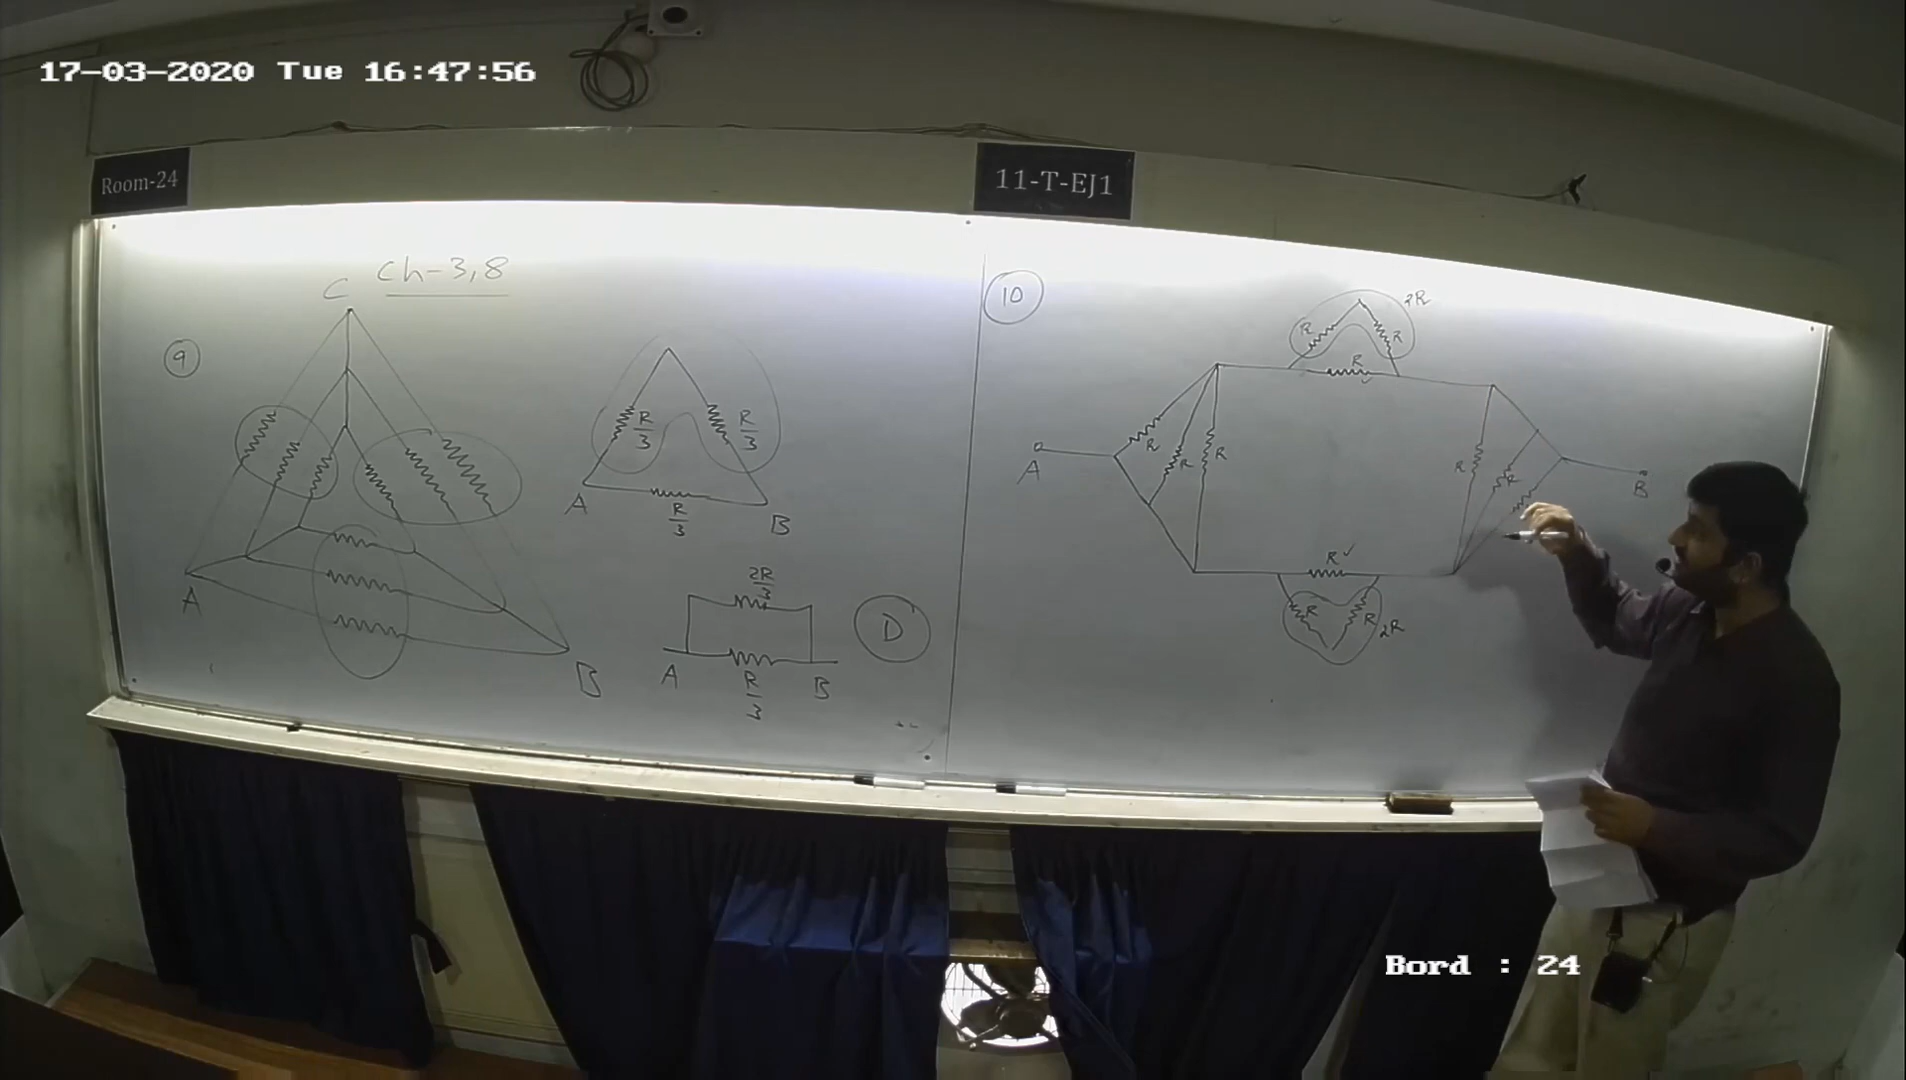 17-03-2020 Tue 16:47:56
Room-24
11-T-EJ1
Ch-3,8
C
9
A
B
R/3
R/3
A
R/3
B
2R/3
A
R/3
B
D
10
2R
R
R
R
A
R
R
R
R
R
B
R ✓
R
R
2R
Bord : 24